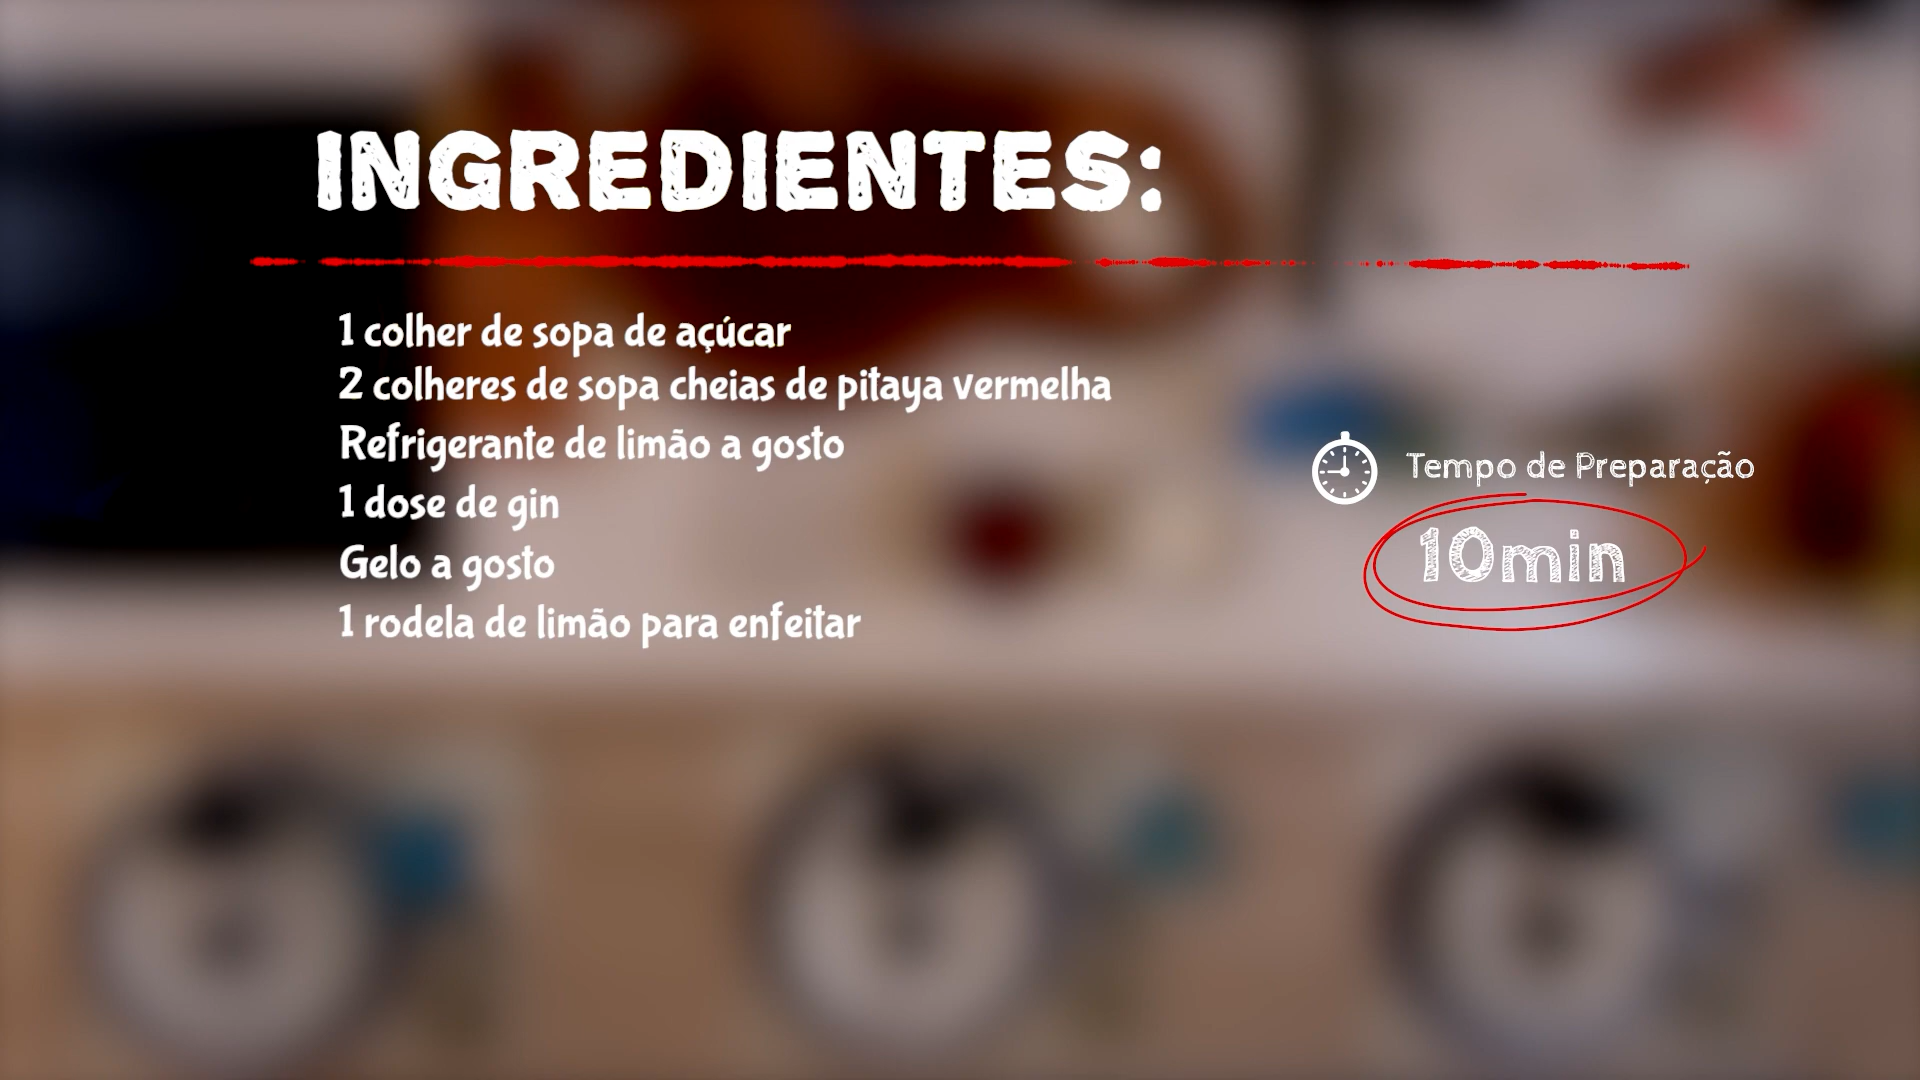 INGREDIENTES:
1 colher de sopa de açúcar
2 colheres de sopa cheias de pitaya vermelha
Refrigerante de limão a gosto
1 dose de gin
Gelo a gosto
1 rodela de limão para enfeitar
Tempo de Preparação
10min